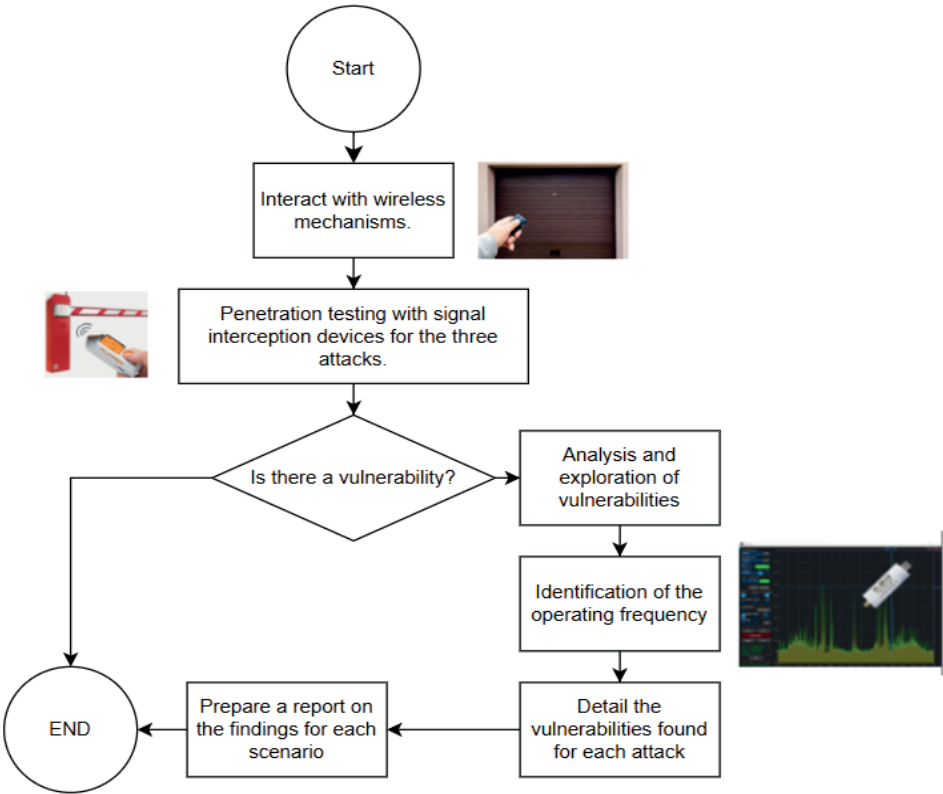 Start
Interact with wireless
mechanisms.
Penetration testing with signal
interception devices for the three
attacks.
Is there a vulnerability?
Analysis and
exploration of
vulnerabilities
Identification of the
operating frequency
Detail the
vulnerabilities found
for each attack
Prepare a report on
the findings for each
scenario
END